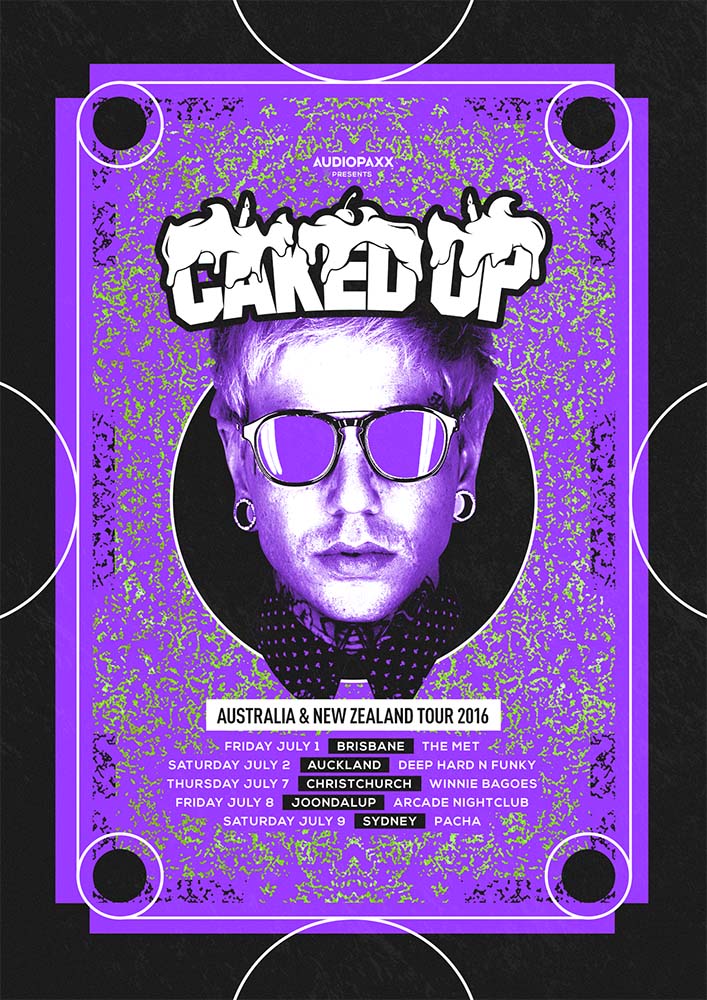 AUDIOPAXX
PRESENTS
CAKED UP
AUSTRALIA & NEW ZEALAND TOUR 2016
FRIDAY JULY 1 BRISBANE THE MET
SATURDAY JULY 2 AUCKLAND DEEP HARD N FUNKY
THURSDAY JULY 7 CHRISTCHURCH WINNIE BAGOES
FRIDAY JULY 8 JOONDALUP ARCADE NIGHTCLUB
SATURDAY JULY 9 SYDNEY PACHA